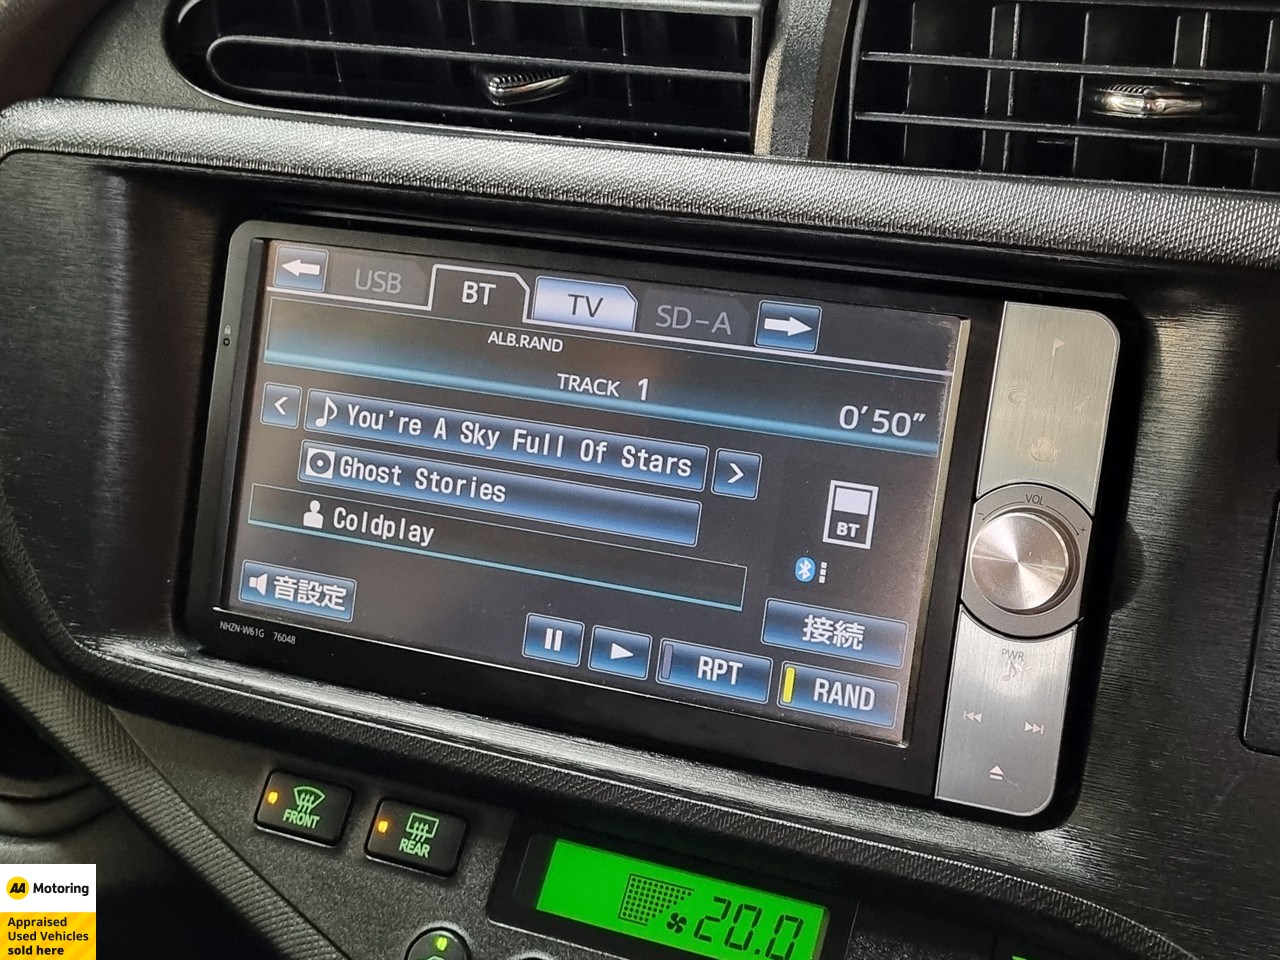 USB
BT
TV
SD-A
ALB.RAND
TRACK 1
0'50"
You're A Sky Full Of Stars
Ghost Stories
Coldplay
BT
音設定
接続
RPT
RAND
NHZN-W61G 76048
VOL
- +
PWR
FRONT
REAR
20.0
AA Motoring
Appraised
Used Vehicles
sold here